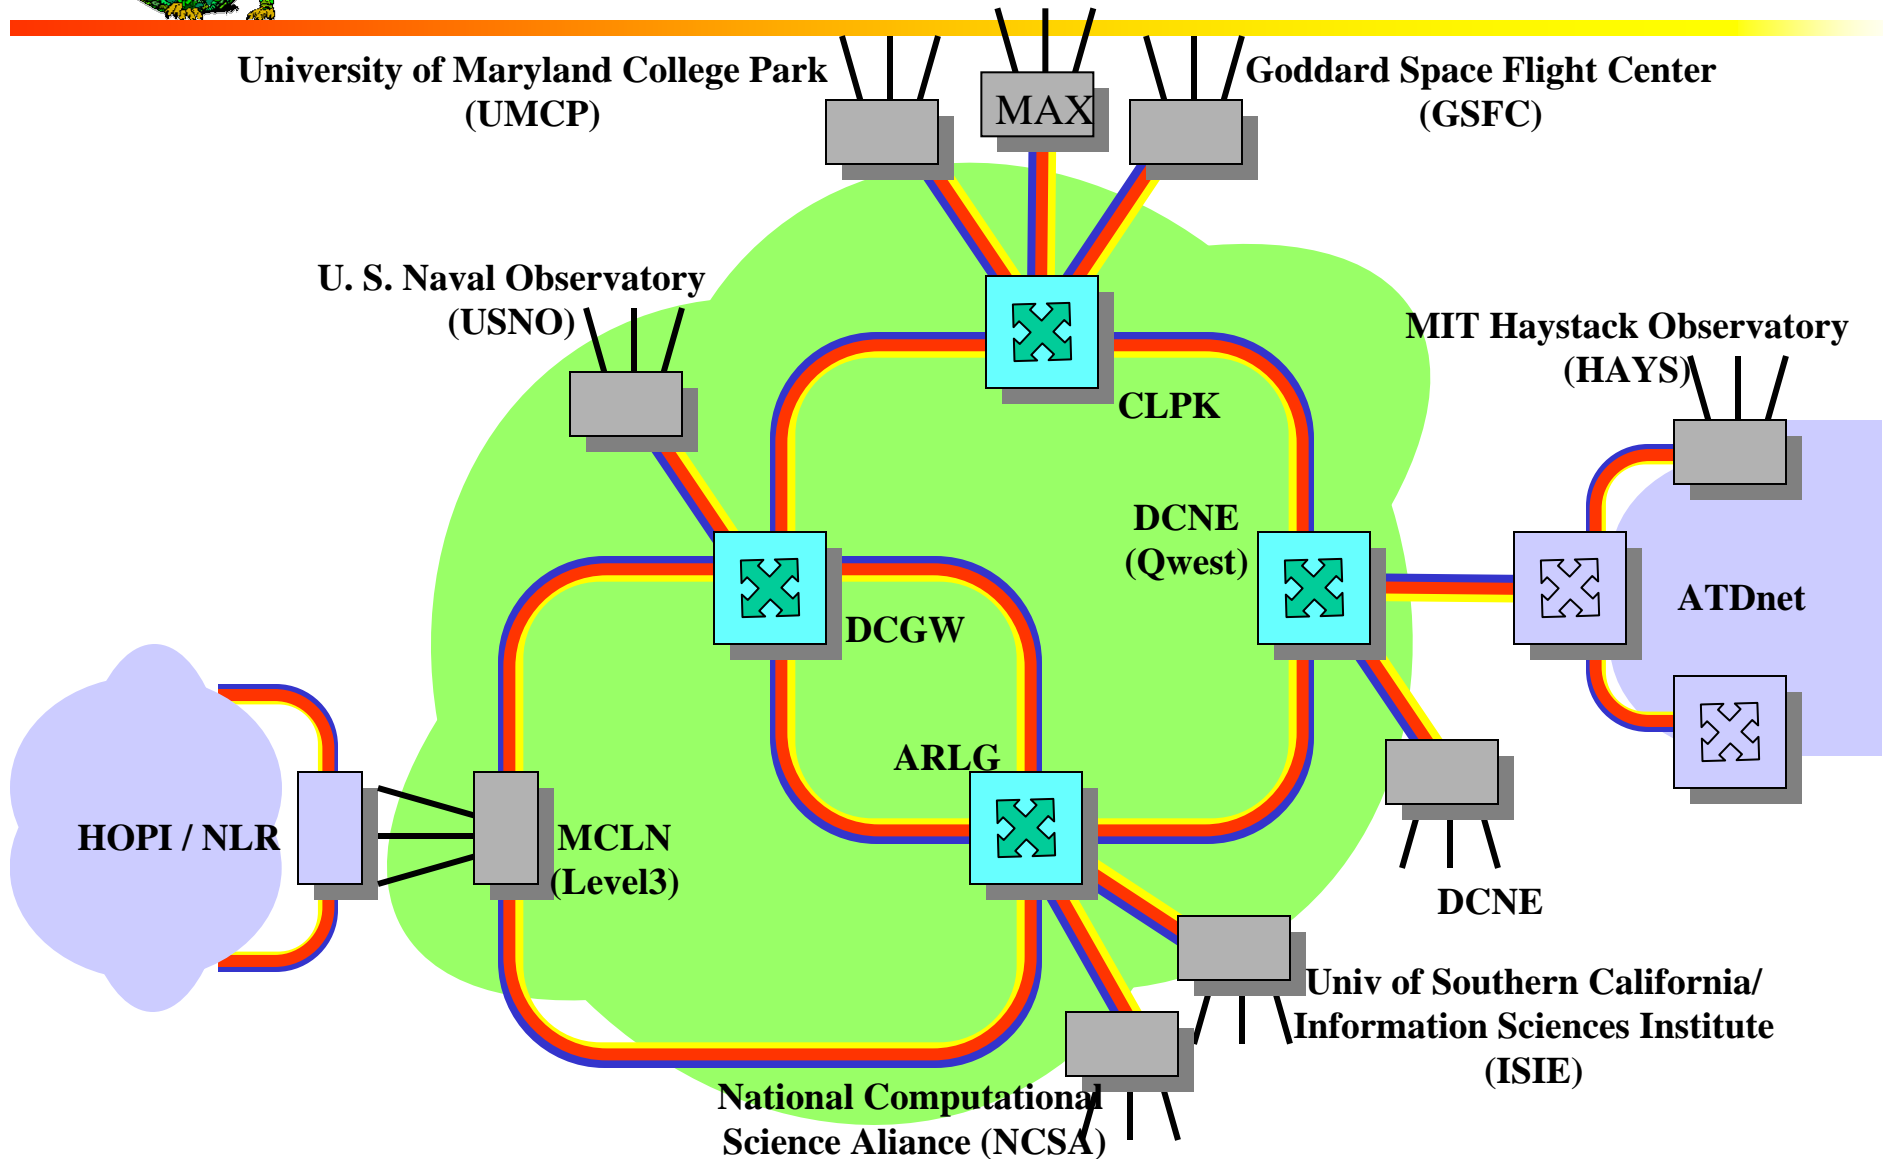 University of Maryland College Park
(UMCP)
MAX
Goddard Space Flight Center
(GSFC)
U. S. Naval Observatory
(USNO)
MIT Haystack Observatory
(HAYS)
CLPK
DCNE
(Qwest)
ATDnet
DCGW
ARLG
HOPI / NLR
MCLN
(Level3)
DCNE
Univ of Southern California/
Information Sciences Institute
(ISIE)
National Computational
Science Aliance (NCSA)